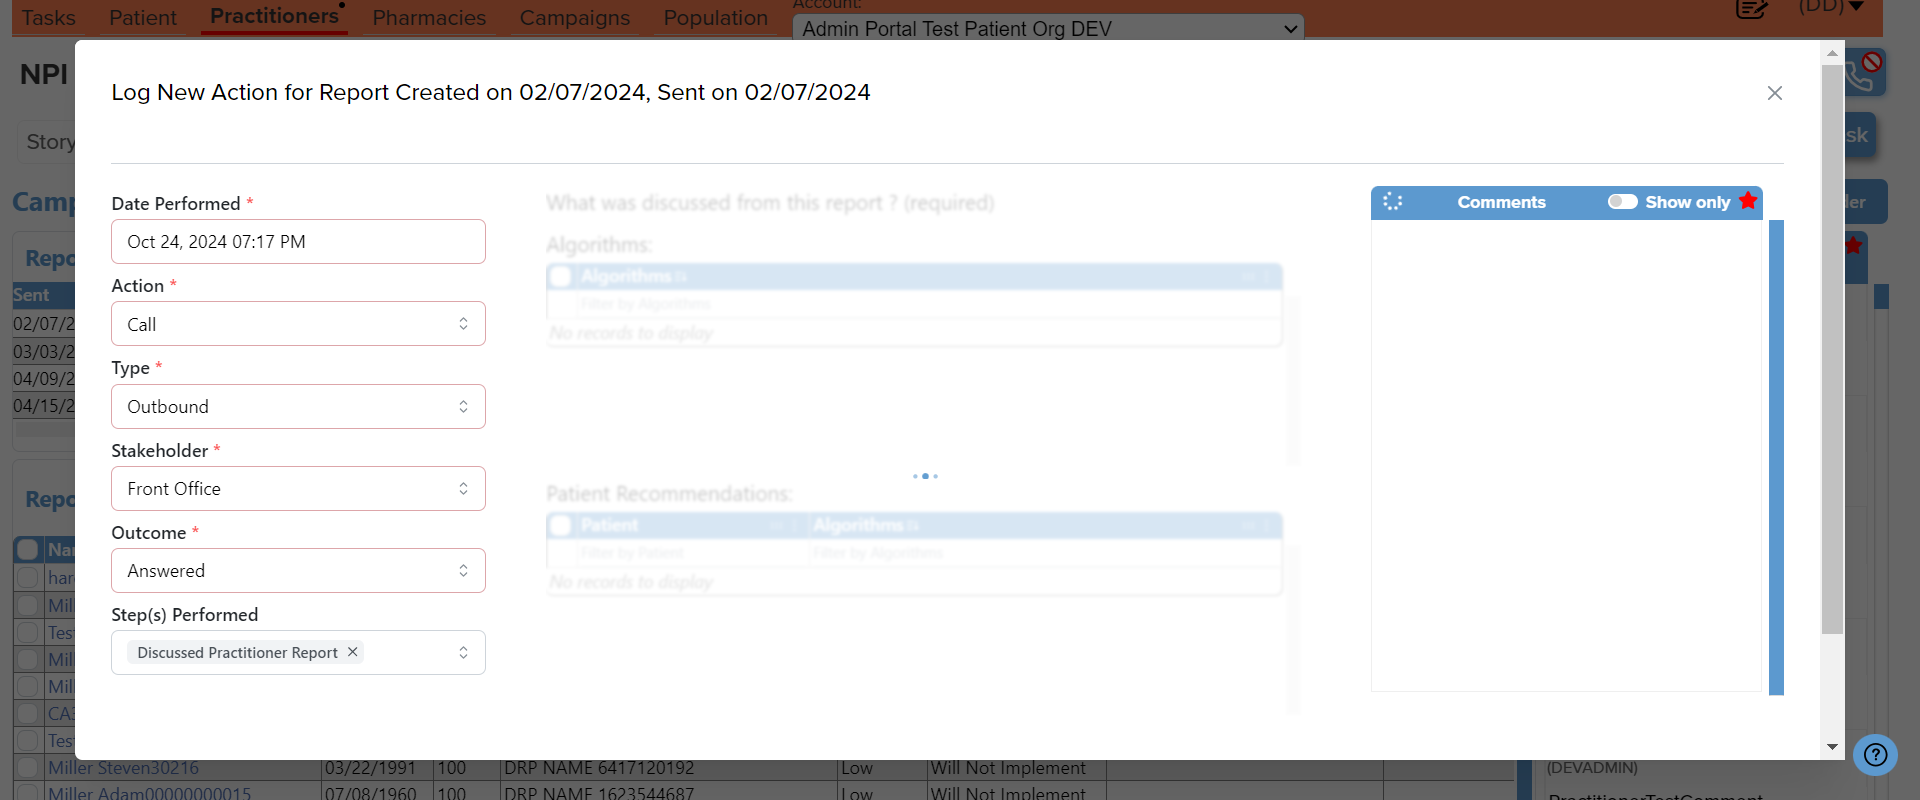 Tasks Patient Practitioners Pharmacies Campaigns Population
Account:
Admin Portal Test Patient Org DEV
(DD)
NPI
Log New Action for Report Created on 02/07/2024, Sent on 02/07/2024
Story
sk
Camp
der
Date Performed *
Oct 24, 2024 07:17 PM
Action *
Call
Type *
Outbound
Stakeholder *
Front Office
Outcome *
Answered
Step(s) Performed
Discussed Practitioner Report
What was discussed from this report ? (required)
Algorithms:
Algorithms
Filter by Algorithms
No records to display
Patient Recommendations:
Patient Algorithms
Filter by Patient Filter by Algorithms
No records to display
Comments Show only
Repo
Sent
02/07/2
03/03/2
04/09/2
04/15/2
Repo
Nar
har
Mill
Tes
Mill
Mill
CA3
Tes
Miller Steven30216 03/22/1991 100 DRP NAME 6417120192 Low Will Not Implement
Miller Adam00000000015 07/08/1960 100 DRP NAME 1623544687 Low Will Not Implement
(DEVADMIN)
PractitionerTestComment